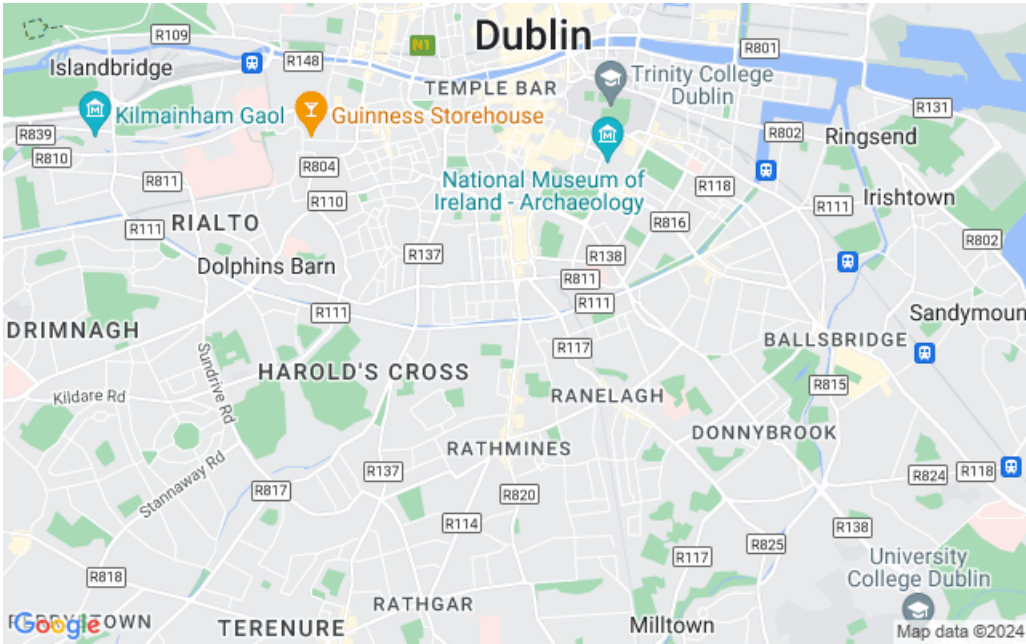 R109
Dublin
N1
R801
Islandbridge
R148
TEMPLE BAR
Trinity College
Dublin
Kilmainham Gaol
Guinness Storehouse
R131
R839
R802
Ringsend
R810
R804
National Museum of
Ireland - Archaeology
R811
R118
R110
R816
R111
Irishtown
RIALTO
R111
R137
R138
R802
Dolphins Barn
R811
R111
R111
Sandymoun
DRIMNAGH
BALLSBRIDGE
R117
Sundrive Rd
HAROLD'S CROSS
R815
Kildare Rd
RANELAGH
DONNYBROOK
RATHMINES
Stannaway Rd
R137
R824
R118
R817
R820
R114
R138
R825
R117
University
College Dublin
R818
RATHGAR
Google
TOWN
TERENURE
Milltown
Map data ©2024